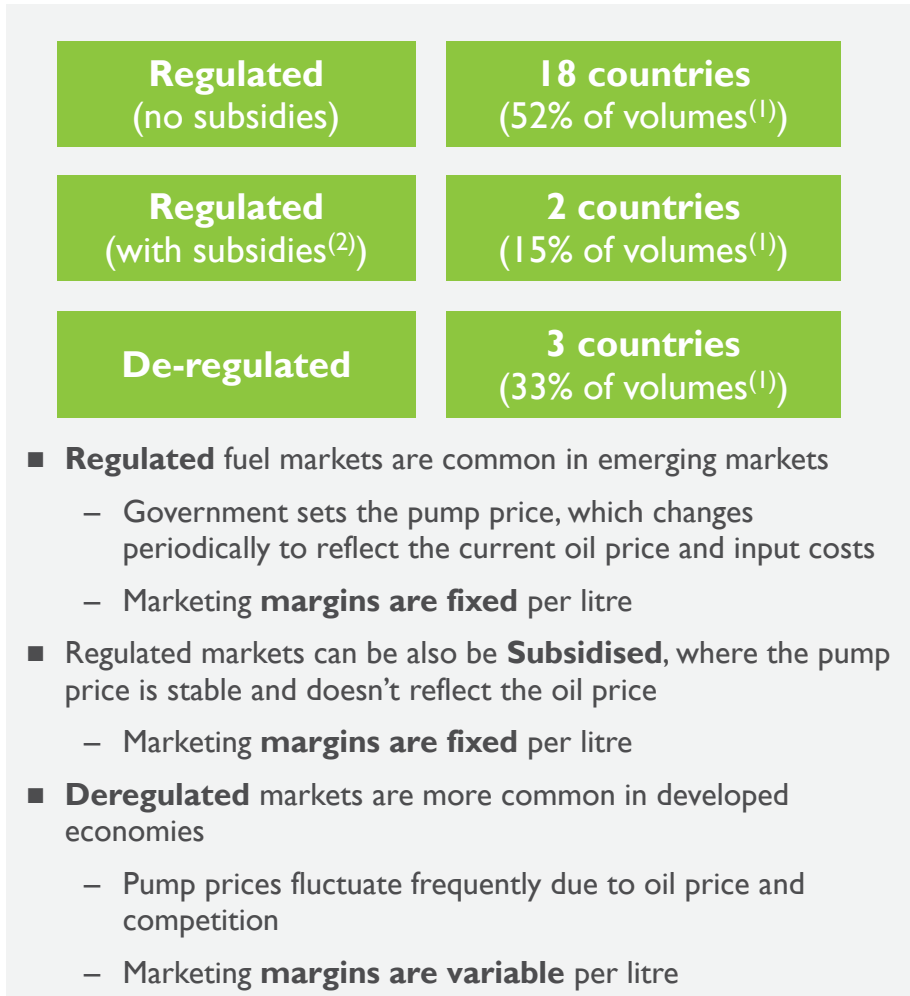 Regulated
(no subsidies)
18 countries
(52% of volumes(1))
Regulated
(with subsidies(2))
2 countries
(15% of volumes(1))
De-regulated
3 countries
(33% of volumes(1))
■ Regulated fuel markets are common in emerging markets
– Government sets the pump price, which changes
periodically to reflect the current oil price and input costs
– Marketing margins are fixed per litre
■ Regulated markets can be also be Subsidised, where the pump
price is stable and doesn’t reflect the oil price
– Marketing margins are fixed per litre
■ Deregulated markets are more common in developed
economies
– Pump prices fluctuate frequently due to oil price and
competition
– Marketing margins are variable per litre